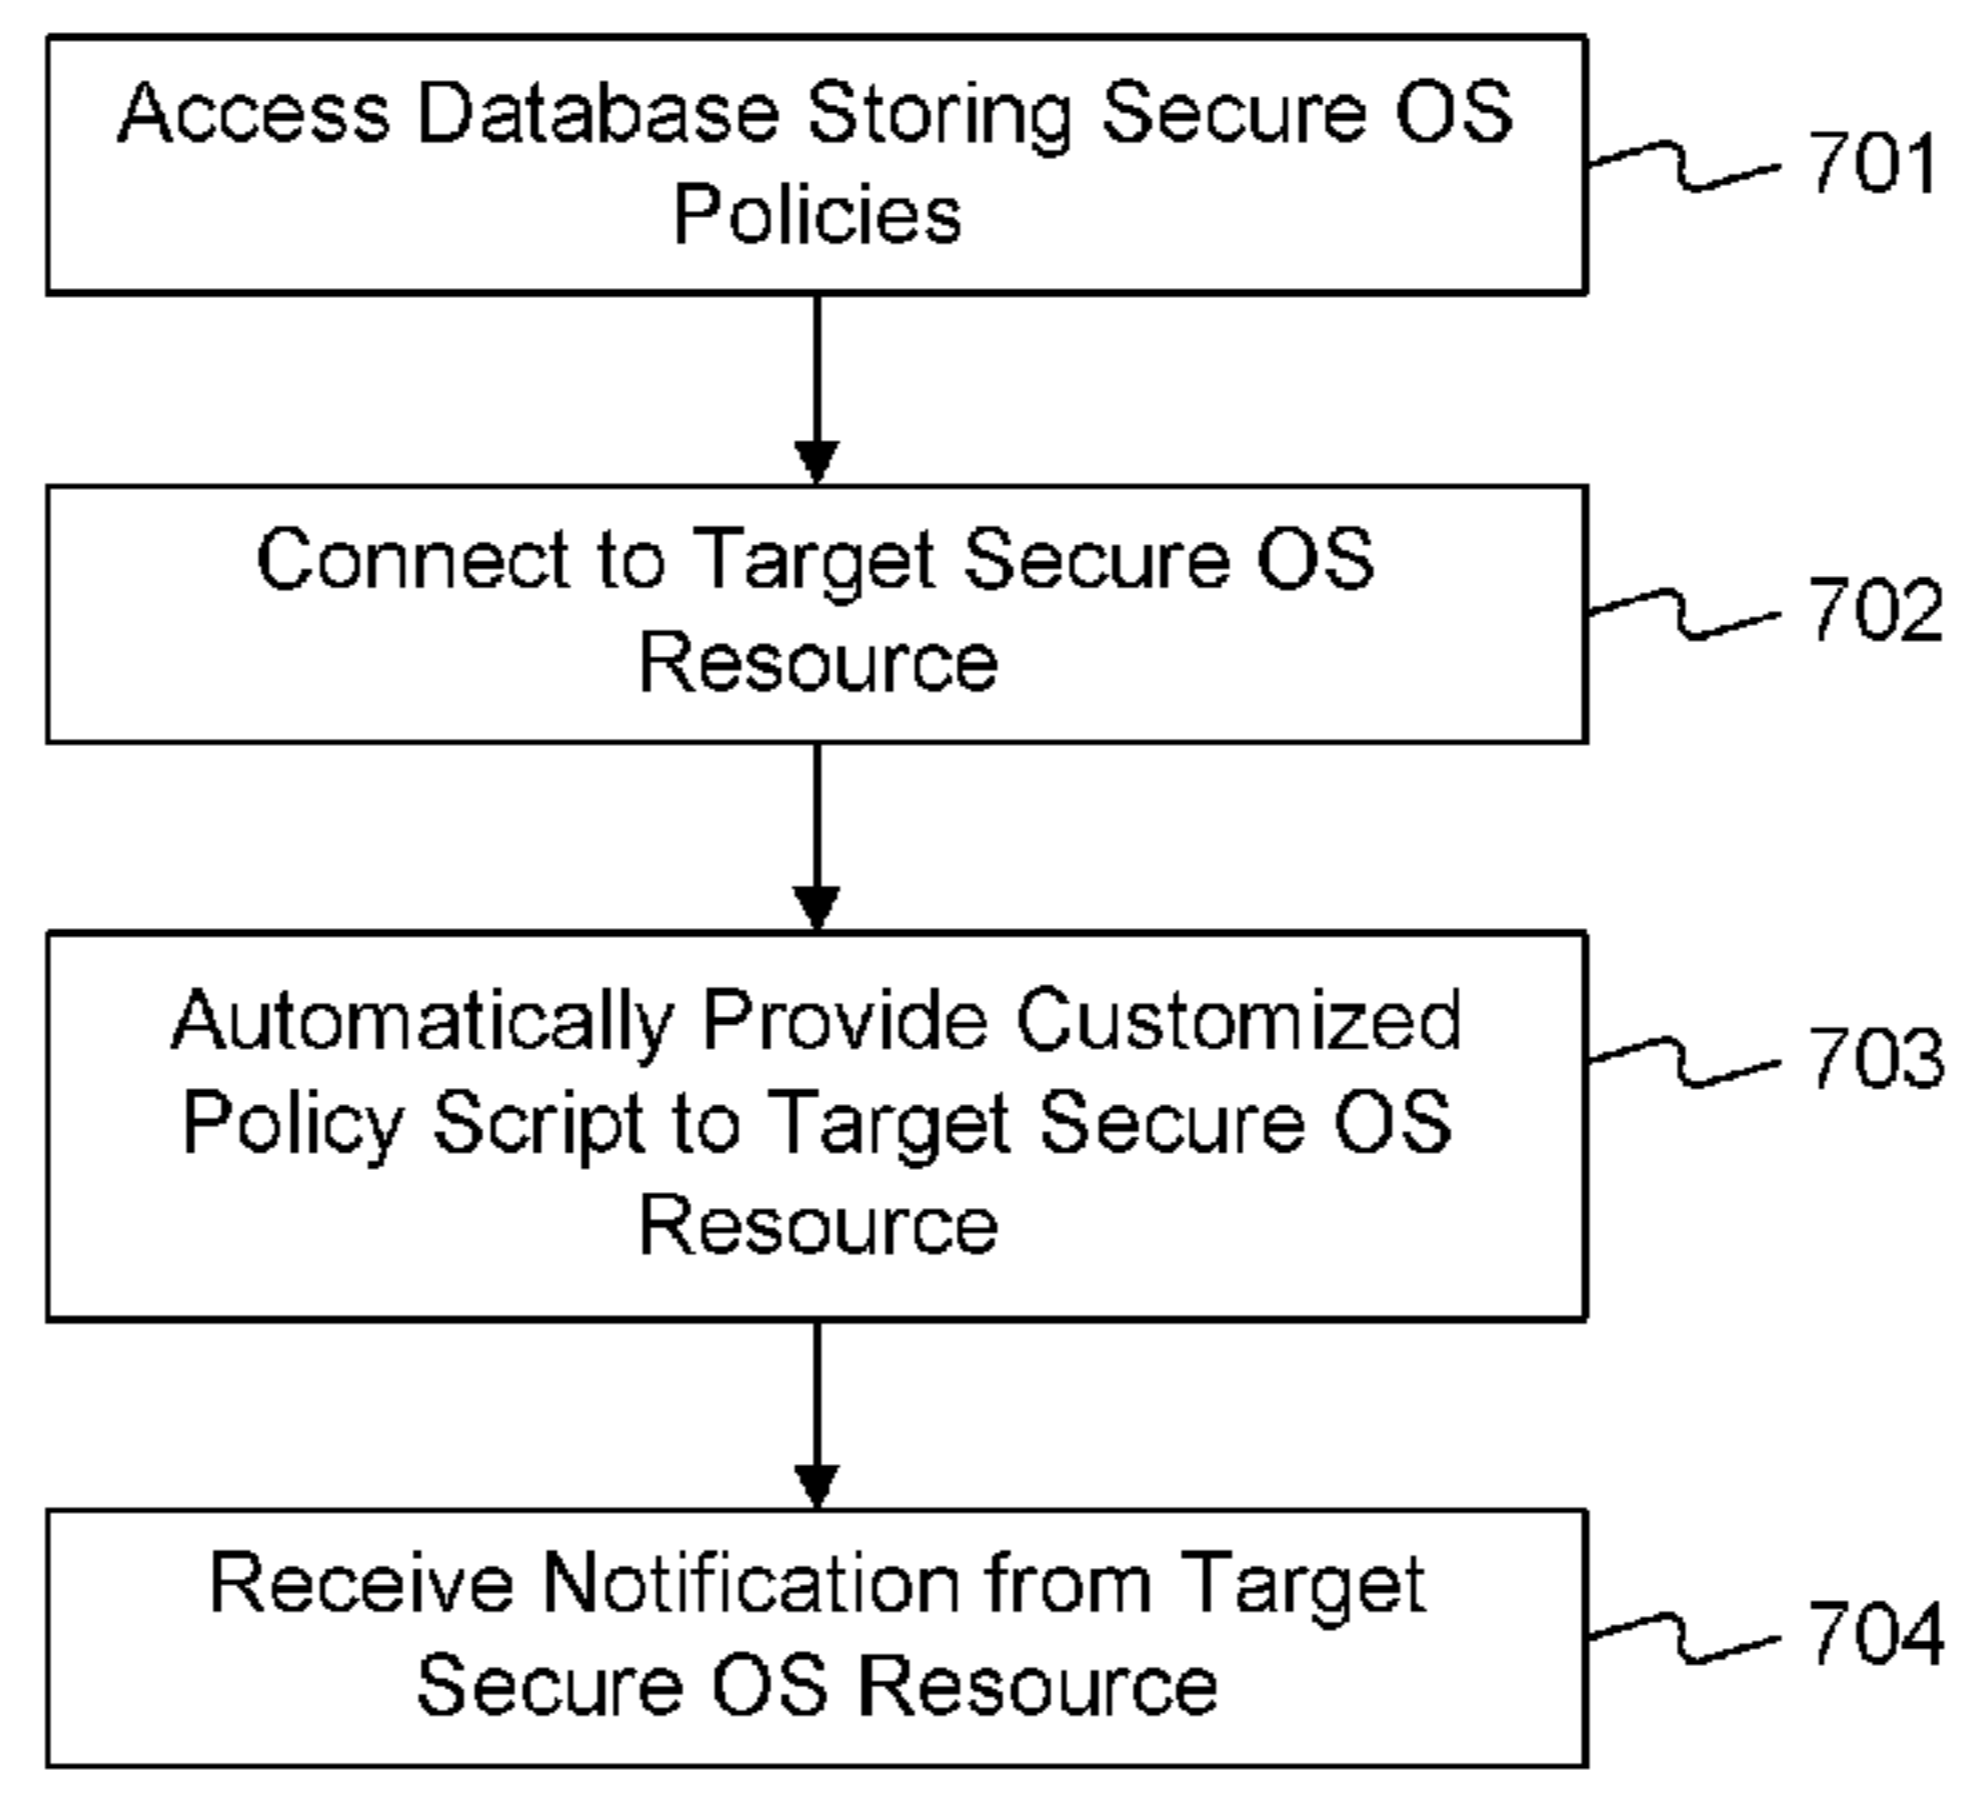 Access Database Storing Secure OS
Policies
701
Connect to Target Secure OS
Resource
702
Automatically Provide Customized
Policy Script to Target Secure OS
Resource
703
Receive Notification from Target
Secure OS Resource
704